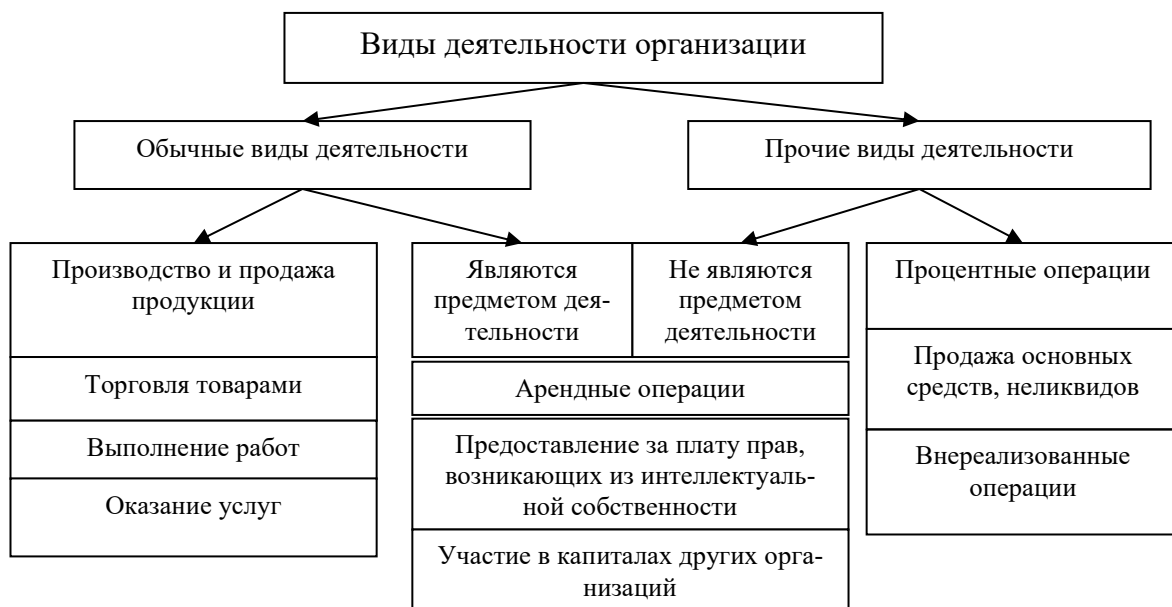 Виды деятельности организации
Обычные виды деятельности
Прочие виды деятельности
Производство и продажа
продукции
Торговля товарами
Выполнение работ
Оказание услуг
Являются
предметом дея-
тельности
Не являются
предметом
деятельности
Арендные операции
Предоставление за плату прав,
возникающих из интеллектуаль-
ной собственности
Участие в капиталах других орга-
низаций
Процентные операции
Продажа основных
средств, неликвидов
Внереализованные
операции